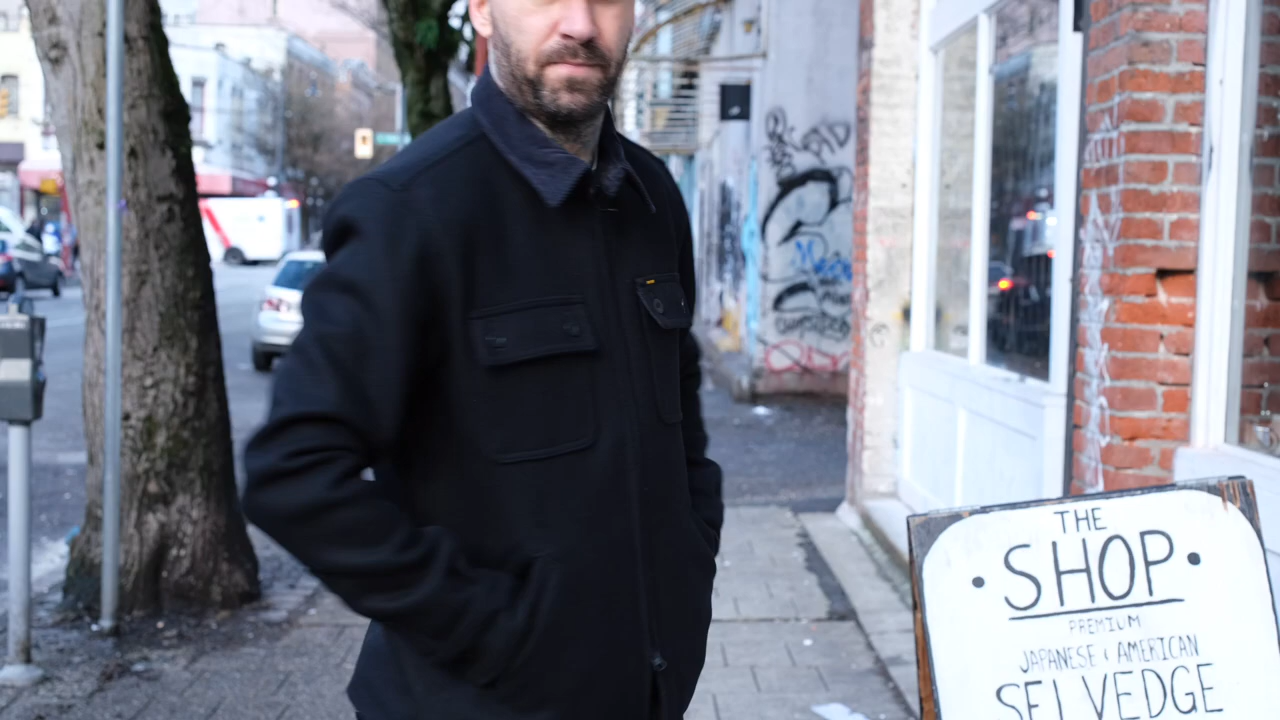 THE
• SHOP •
PREMIUM
JAPANESE & AMERICAN
SELVEDGE